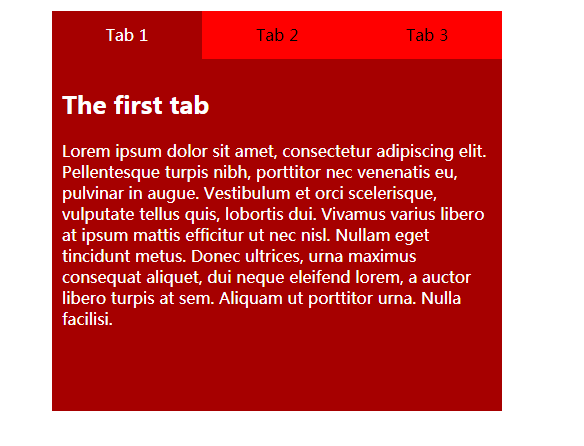 Tab 1 Tab 2 Tab 3
The first tab
Lorem ipsum dolor sit amet, consectetur adipiscing elit.
Pellentesque turpis nibh, porttitor nec venenatis eu,
pulvinar in augue. Vestibulum et orci scelerisque,
vulputate tellus quis, lobortis dui. Vivamus varius libero
at ipsum mattis efficitur ut nec nisl. Nullam eget
tincidunt metus. Donec ultrices, urna maximus
consequat aliquet, dui neque eleifend lorem, a auctor
libero turpis at sem. Aliquam ut porttitor urna. Nulla
facilisi.